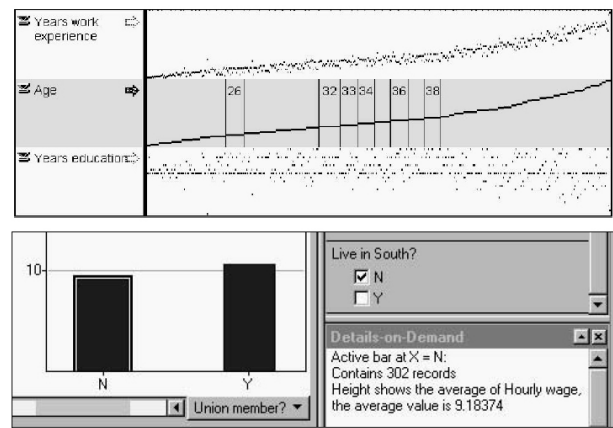 Years work
experience
Age
26 32 33 34 36 38
Years education
10
N Y
Union member?
Live in South?
N
Y
Details-on-Demand
Active bar at X = N:
Contains 302 records
Height shows the average of Hourly wage,
the average value is 9.18374